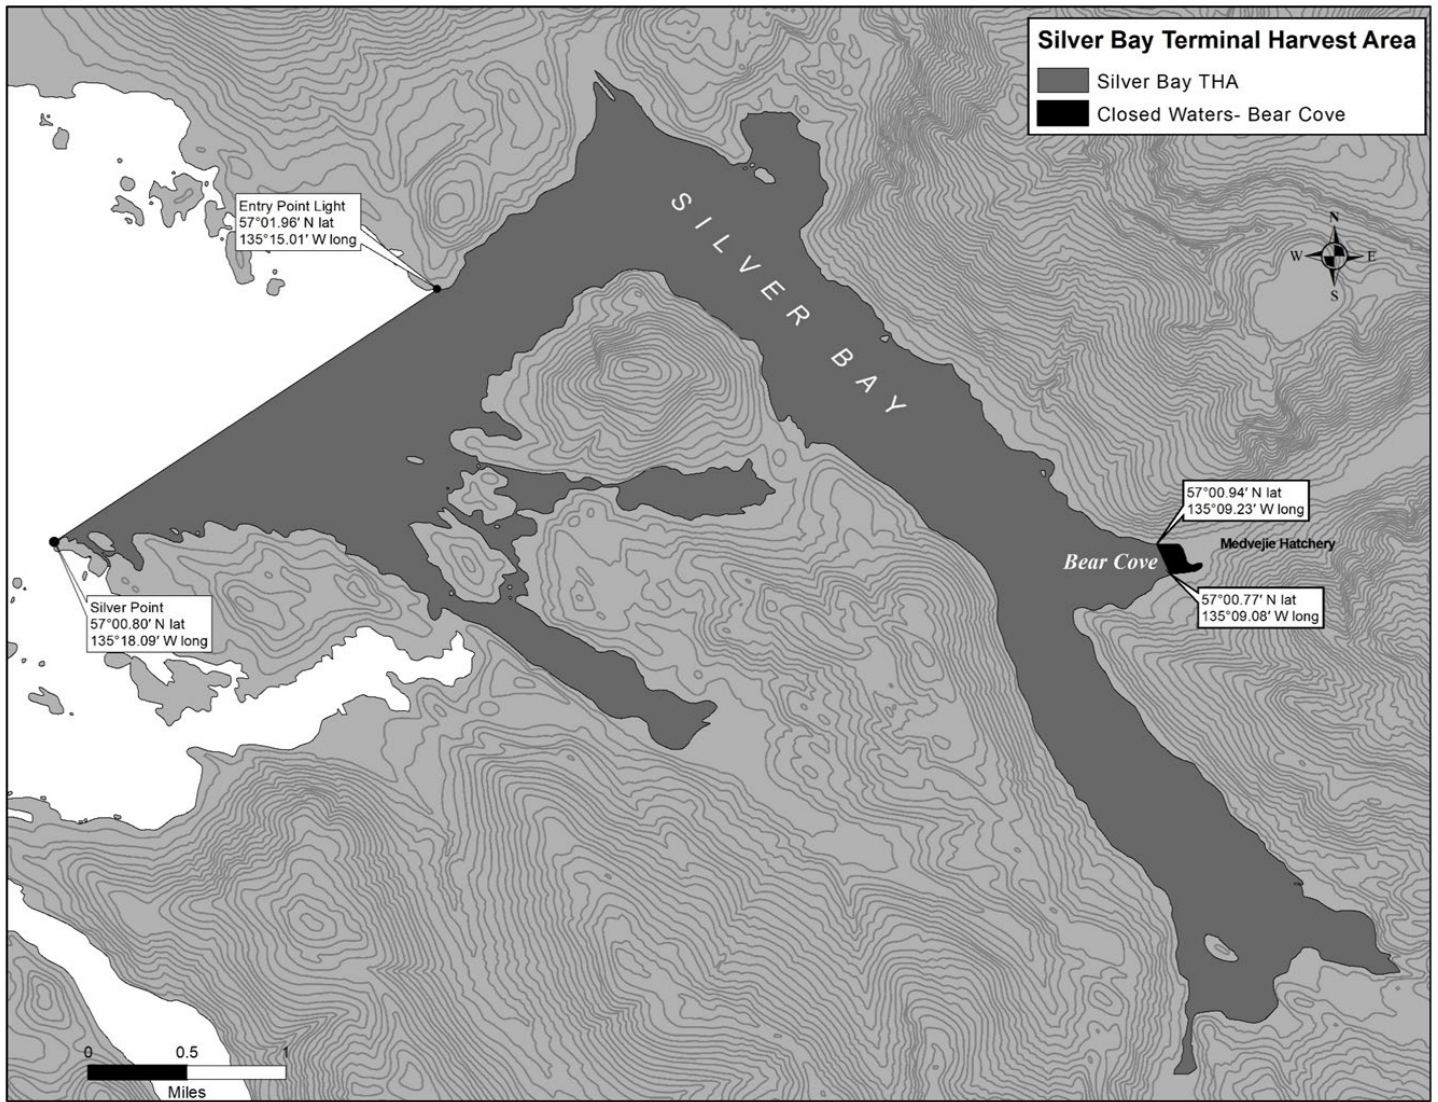 Silver Bay Terminal Harvest Area
Silver Bay THA
Closed Waters- Bear Cove
Entry Point Light
57°01.96' N lat
135°15.01' W long
SILVER BAY
N
W E
S
57°00.94' N lat
135°09.23' W long
Medvejie Hatchery
Bear Cove
57°00.77' N lat
135°09.08' W long
Silver Point
57°00.80' N lat
135°18.09' W long
0 0.5 1
Miles